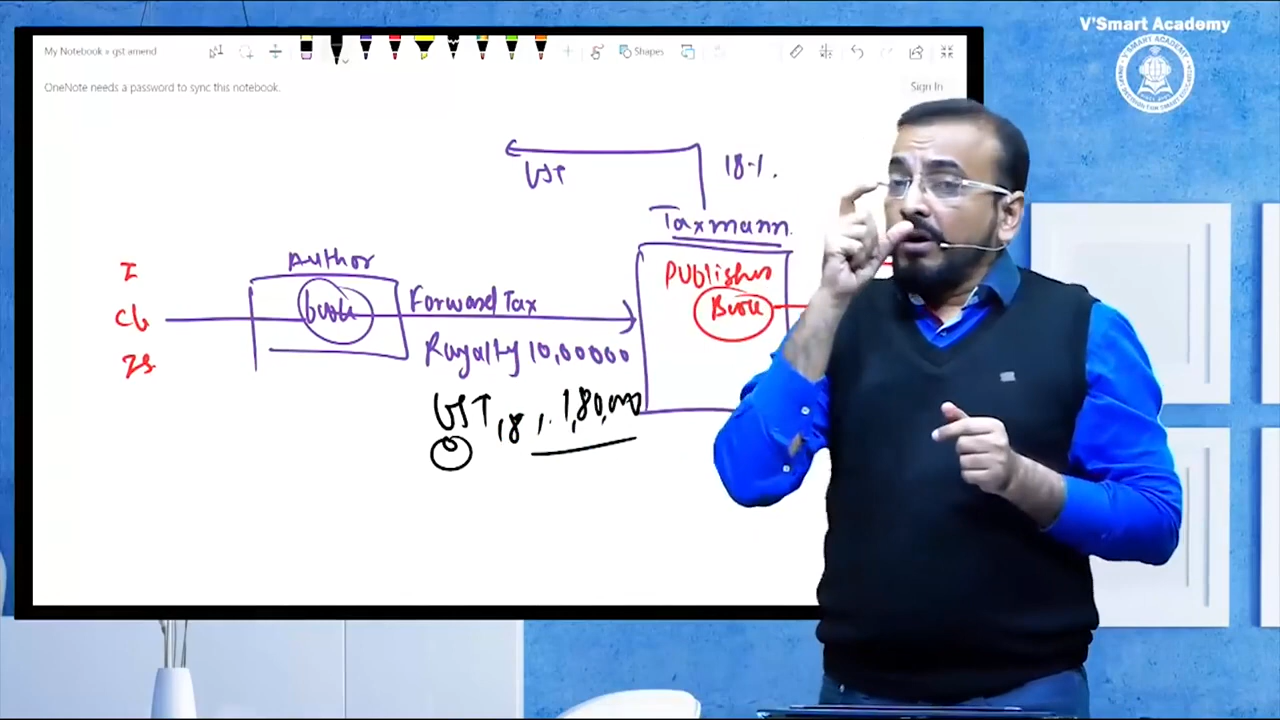 V'Smart Academy
My Notebook » gst amend
Shapes
OneNote needs a password to sync this notebook.
Sign In
GST
18%.
Taxmann.
Author
I
Publisher
book
Forward Tax
Book
CG
Royalty 10,00000
SG
GST 18%. 1,80,000